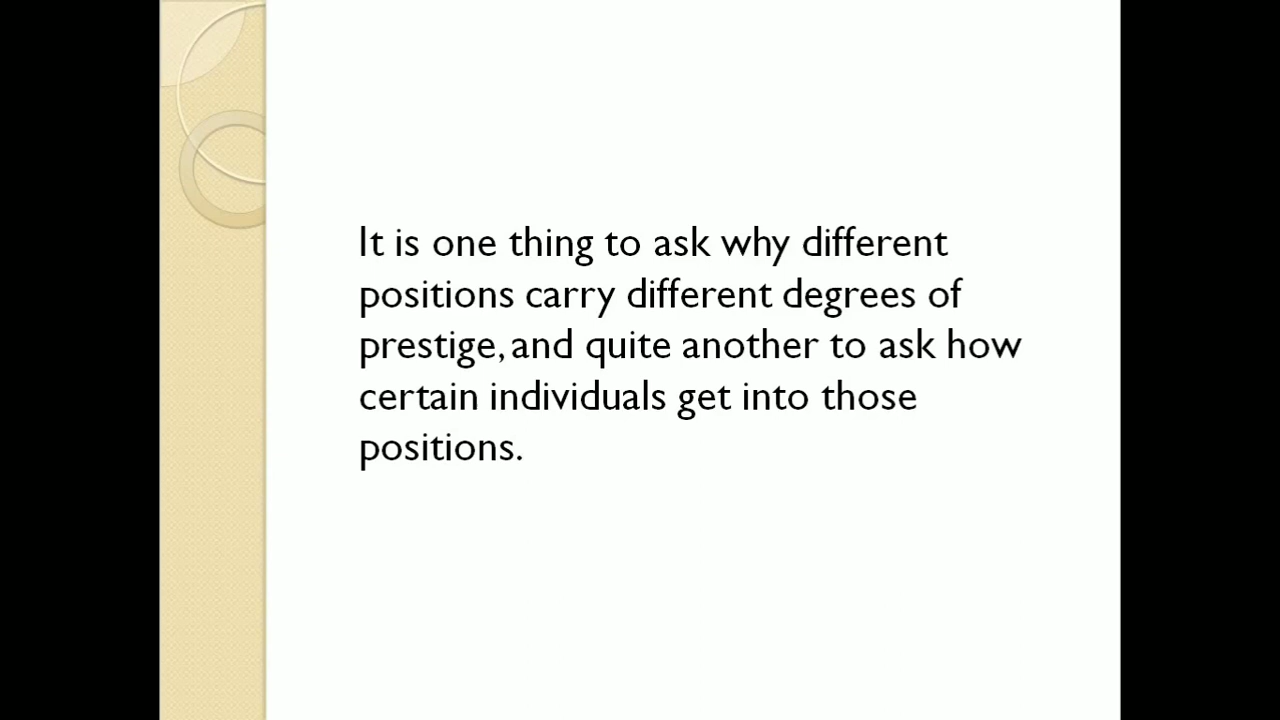 It is one thing to ask why different
positions carry different degrees of
prestige, and quite another to ask how
certain individuals get into those
positions.